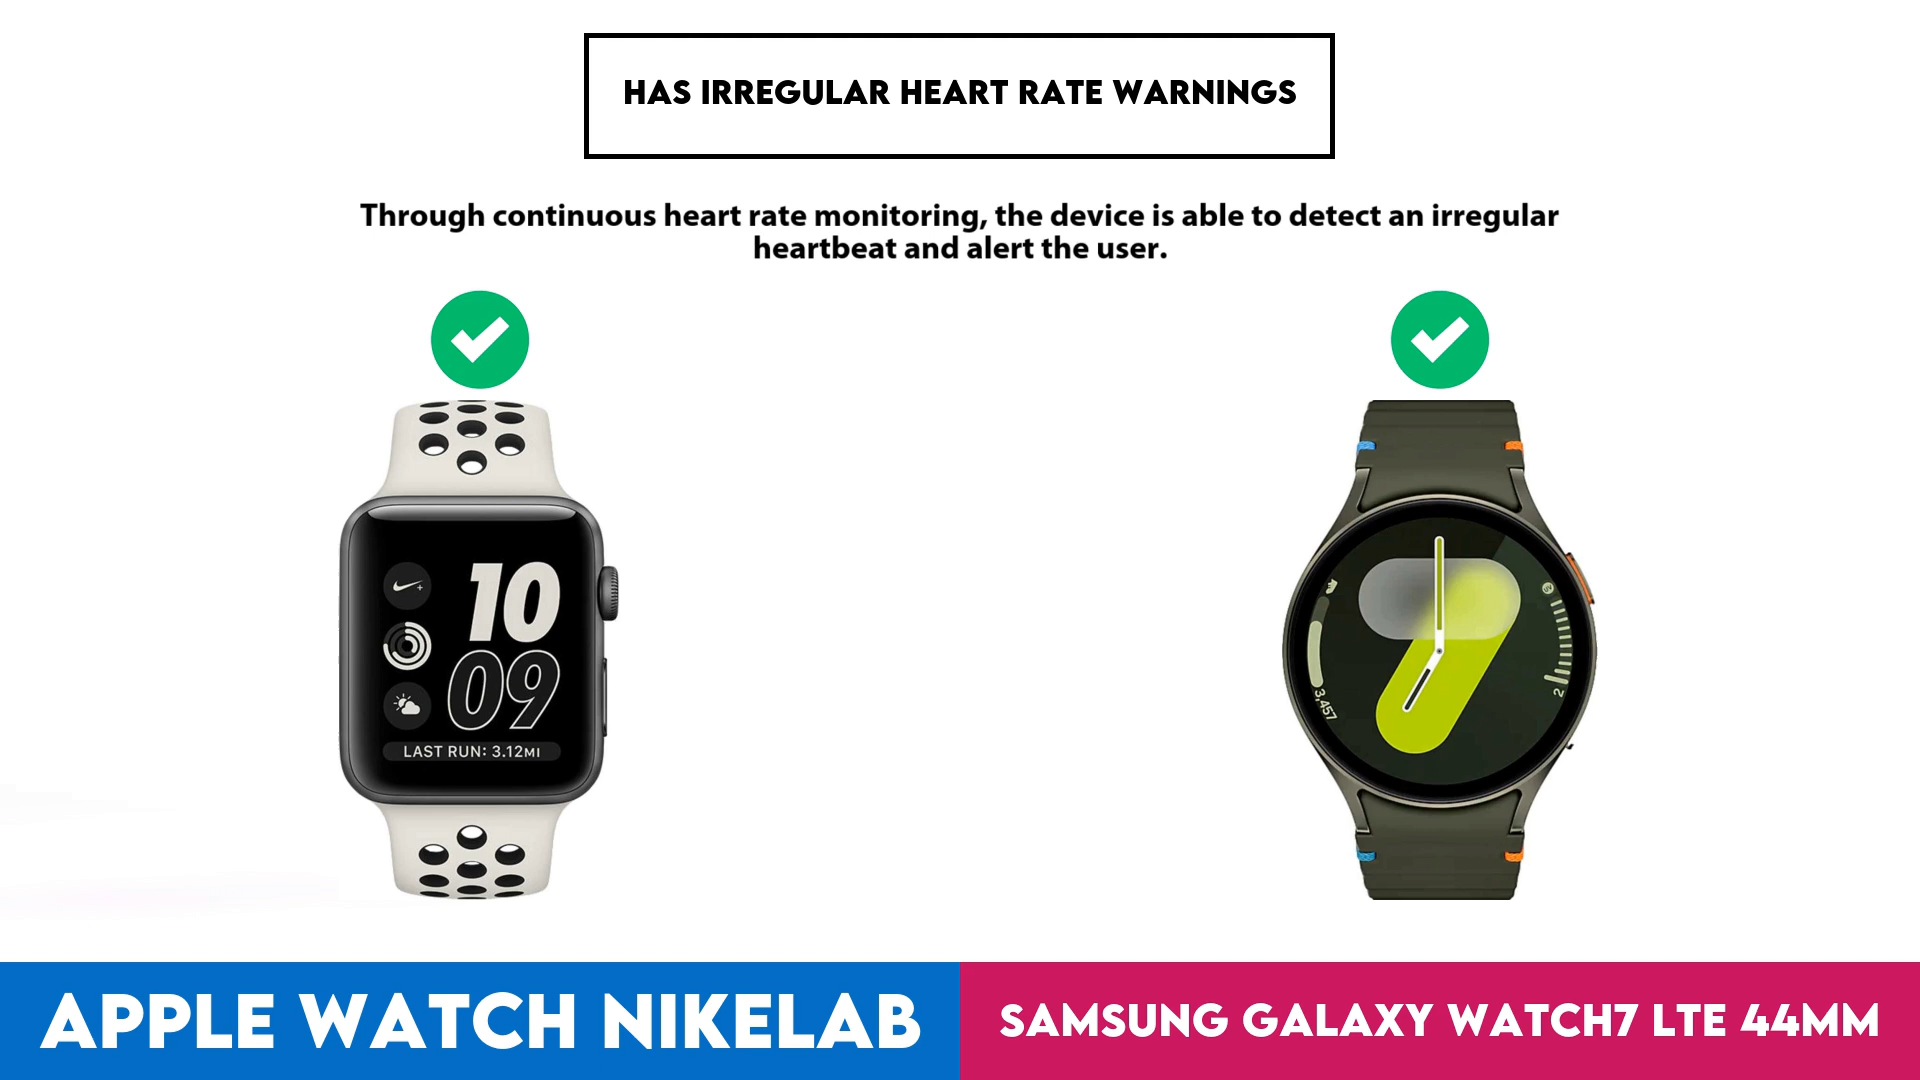 HAS IRREGULAR HEART RATE WARNINGS
Through continuous heart rate monitoring, the device is able to detect an irregular
heartbeat and alert the user.
10
09
LAST RUN: 3.12MI
3,457
2
APPLE WATCH NIKELAB
SAMSUNG GALAXY WATCH7 LTE 44MM